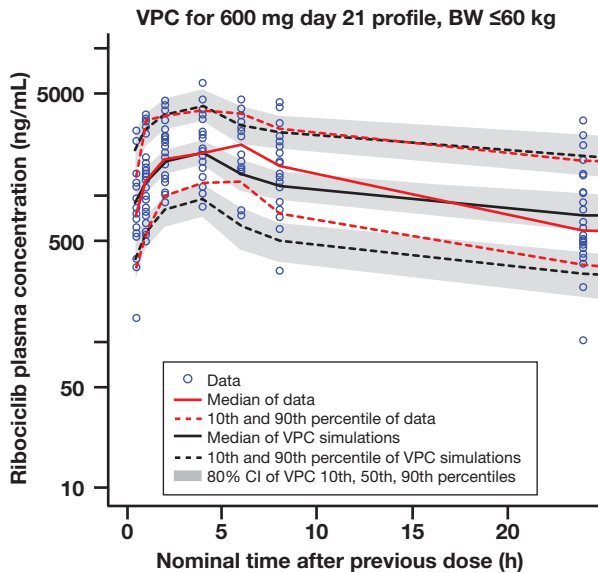 VPC for 600 mg day 21 profile, BW ≤60 kg
Ribociclib plasma concentration (ng/mL)
5000
500
50
10
Data
Median of data
10th and 90th percentile of data
Median of VPC simulations
10th and 90th percentile of VPC simulations
80% CI of VPC 10th, 50th, 90th percentiles
0 5 10 15 20
Nominal time after previous dose (h)